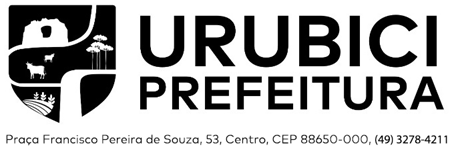 URUBICI
PREFEITURA
Praça Francisco Pereira de Souza, 53, Centro, CEP 88650-000, (49) 3278-4211